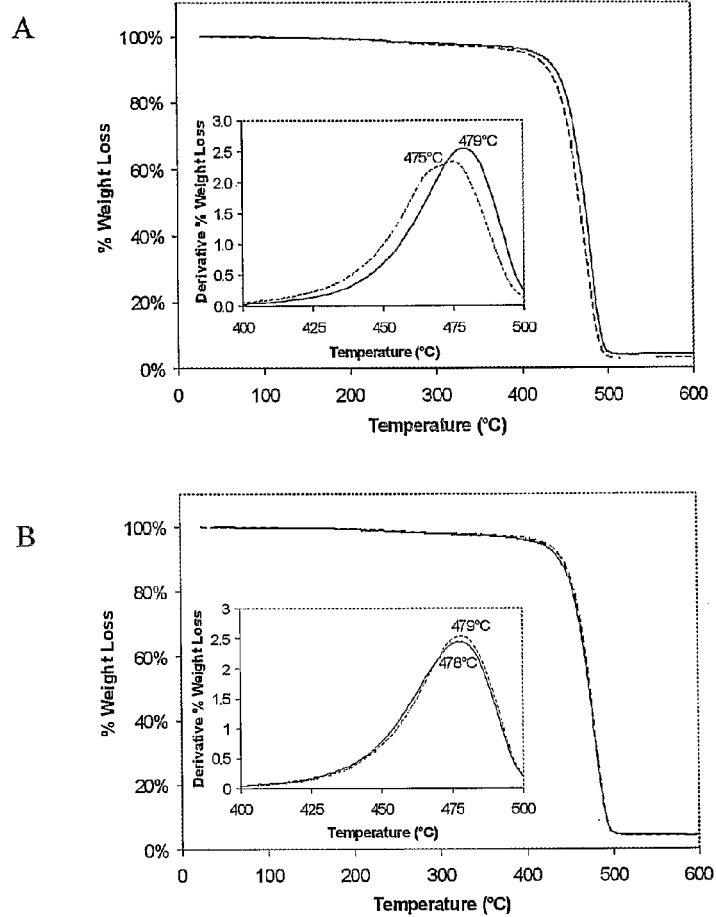 A
100%
80%
60%
40%
20%
0%
% Weight Loss
3.0
2.5
2.0
1.5
1.0
0.5
0.0
Derivative % Weight Loss
475°C
479°C
400 425 450 475 500
Temperature (°C)
0 100 200 300 400 500 600
Temperature (°C)
B
100%
80%
60%
40%
20%
0%
% Weight Loss
3
2.5
2
1.5
1
0.5
0
Derivative % Weight Loss
479°C
478°C
400 425 450 475 500
Temperature (°C)
0 100 200 300 400 500 600
Temperature (°C)